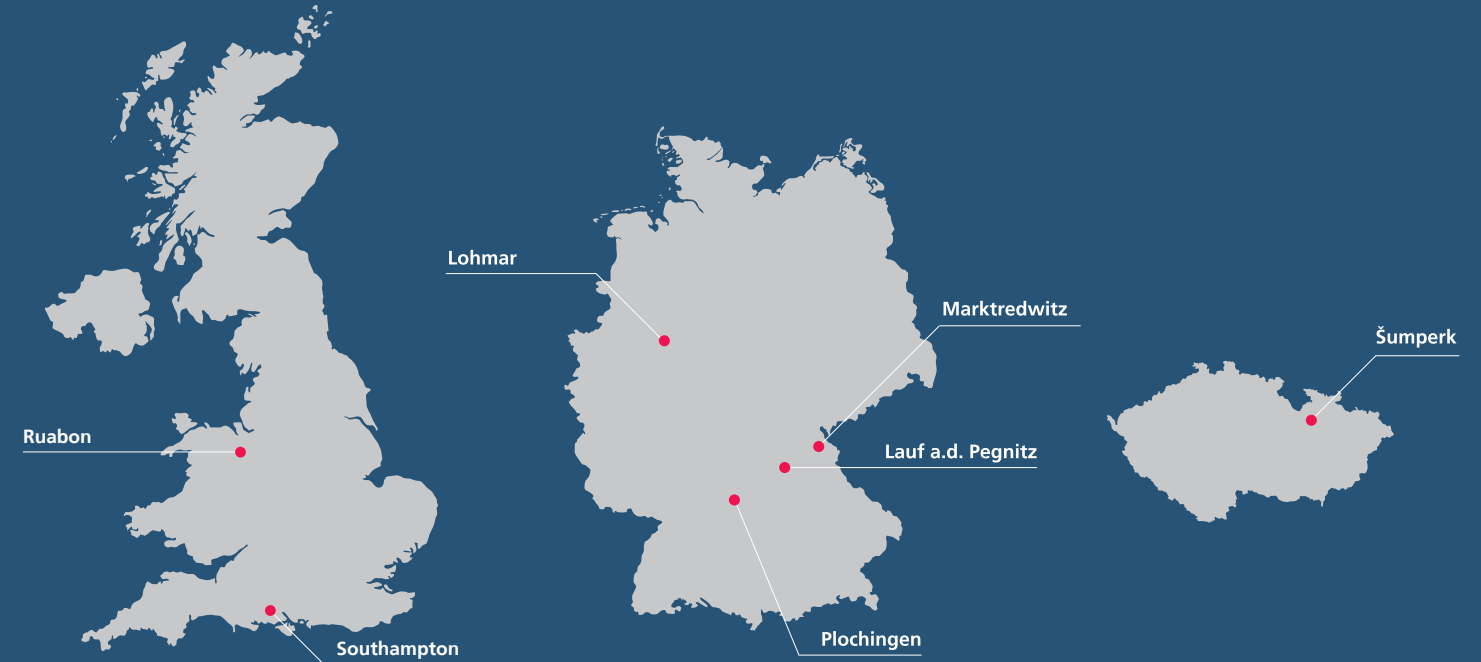 Lohmar
Marktredwitz
Šumperk
Ruabon
Lauf a.d. Pegnitz
Plochingen
Southampton